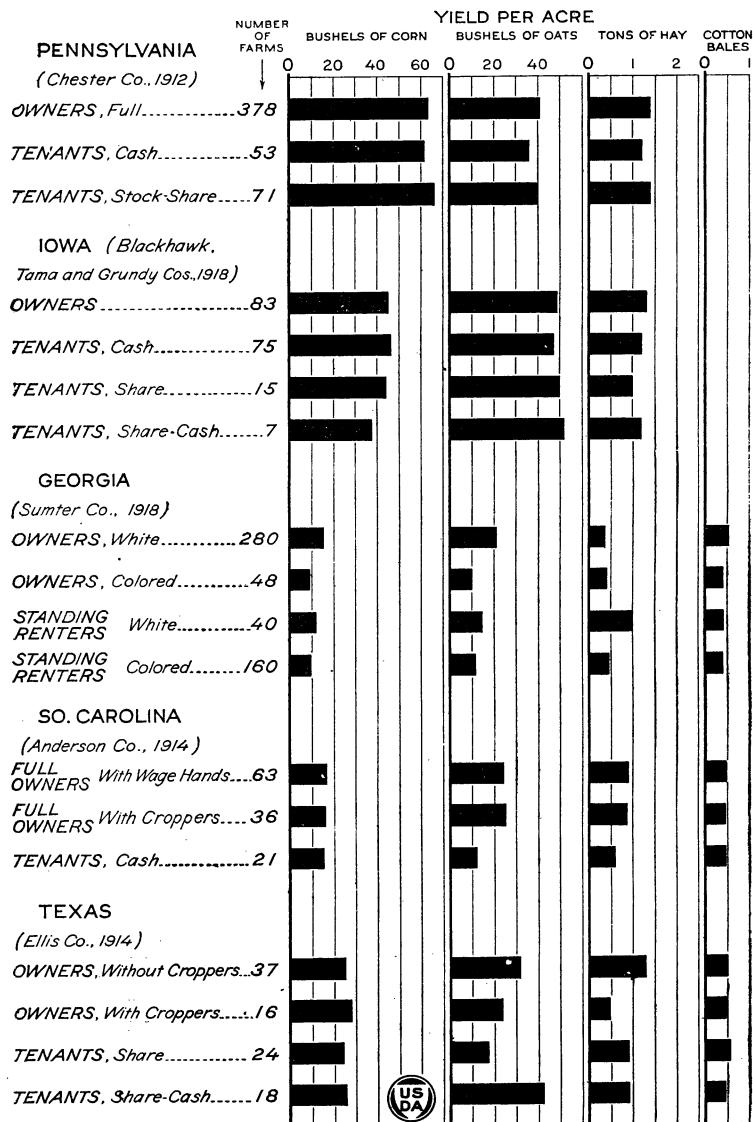 YIELD PER ACRE
NUMBER OF FARMS
BUSHELS OF CORN
BUSHELS OF OATS
TONS OF HAY
COTTON BALES
0 20 40 60 0 20 40 0 1 2 0 1
PENNSYLVANIA
(Chester Co., 1912)
OWNERS, Full 378
TENANTS, Cash 53
TENANTS, Stock-Share 71
IOWA (Blackhawk,
Tama and Grundy Cos., 1918)
OWNERS 83
TENANTS, Cash 75
TENANTS, Share 15
TENANTS, Share-Cash 7
GEORGIA
(Sumter Co., 1918)
OWNERS, White 280
OWNERS, Colored 48
STANDING RENTERS White 40
STANDING RENTERS Colored 160
SO. CAROLINA
(Anderson Co., 1914)
FULL OWNERS With Wage Hands 63
FULL OWNERS With Croppers 36
TENANTS, Cash 21
TEXAS
(Ellis Co., 1914)
OWNERS, Without Croppers 37
OWNERS, With Croppers 16
TENANTS, Share 24
TENANTS, Share-Cash 18
US
DA